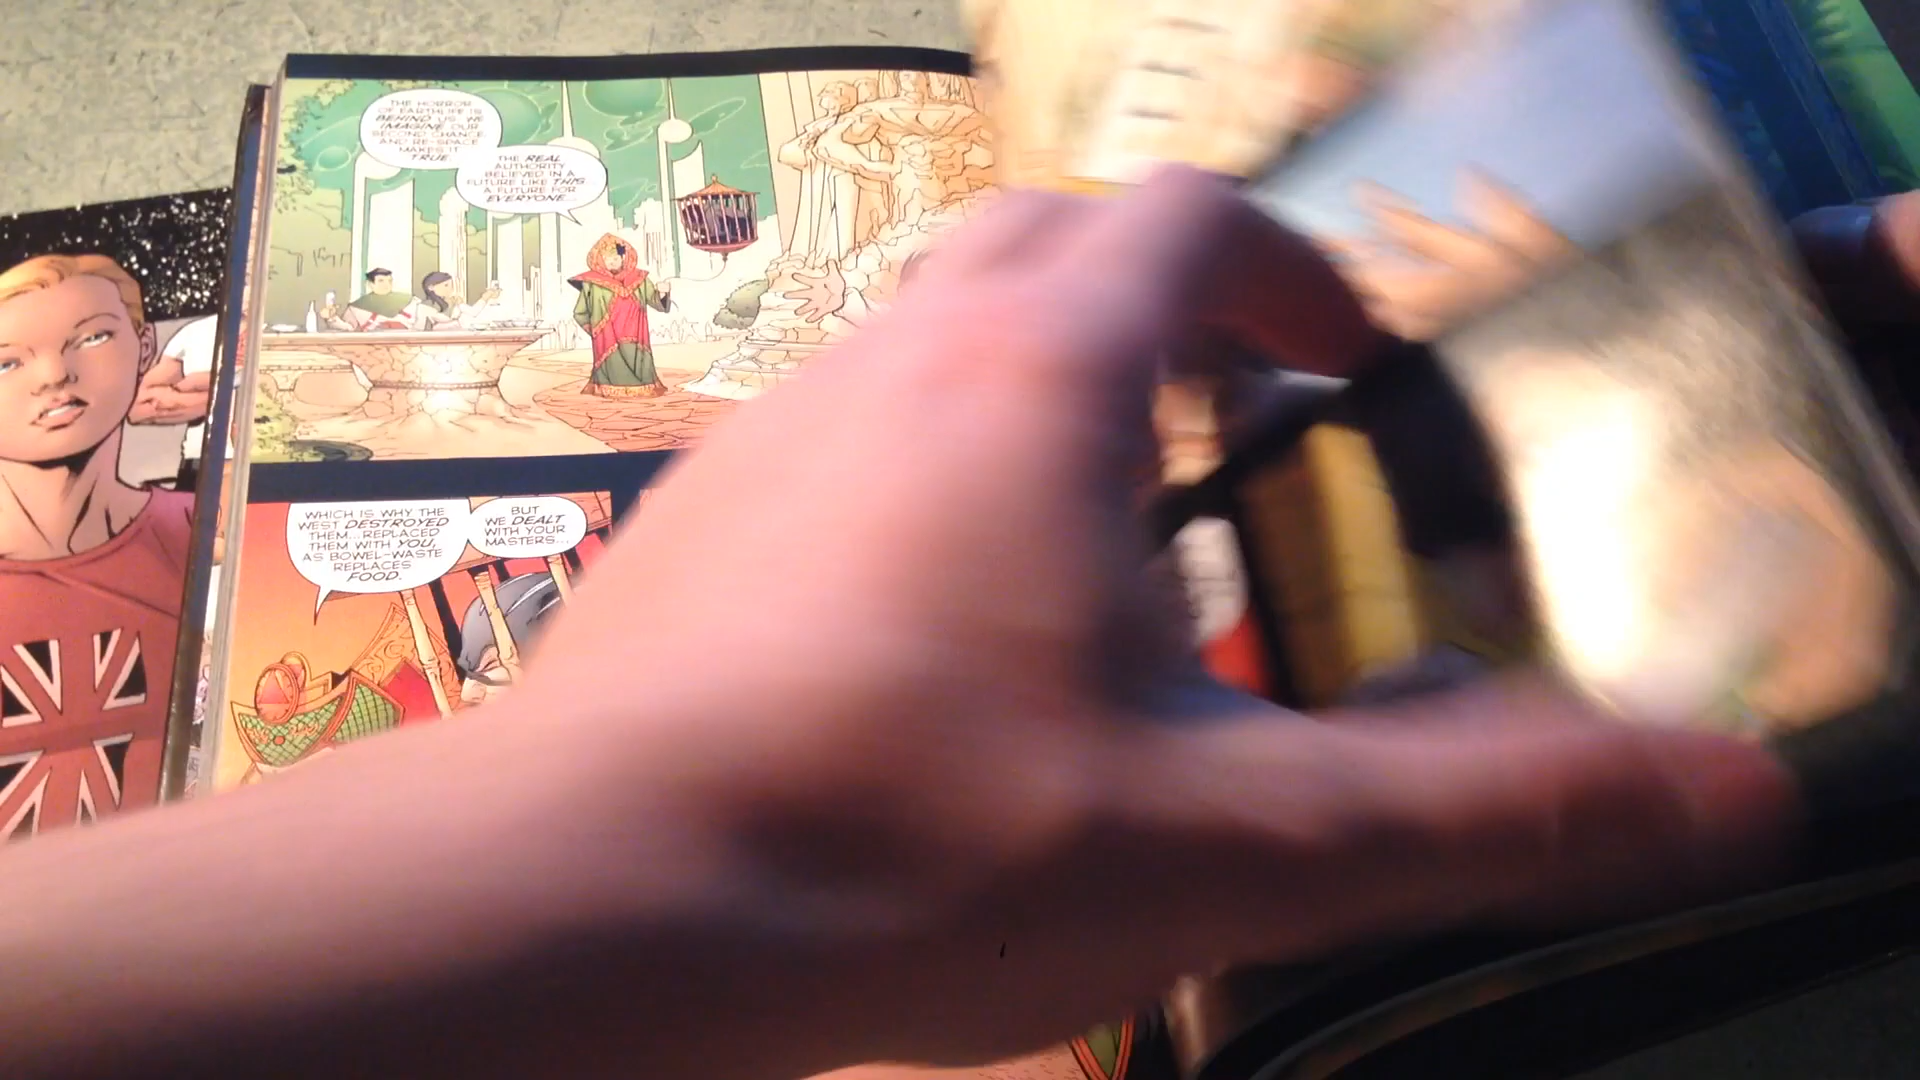 THE HORROR
OF EARTHLIFE IS
BEHIND US. WE
IMAGINE OUR
SECOND CHANCE,
AND RE-SPACE
MAKES IT
TRUE.
THE REAL
AUTHORITY
BELIEVED IN A
FUTURE LIKE THIS.
A FUTURE FOR
EVERYONE...
WHICH IS WHY THE
WEST DESTROYED
THEM...REPLACED
THEM WITH YOU,
AS BOWEL-WASTE
REPLACES
FOOD.
BUT
WE DEALT
WITH YOUR
MASTERS...